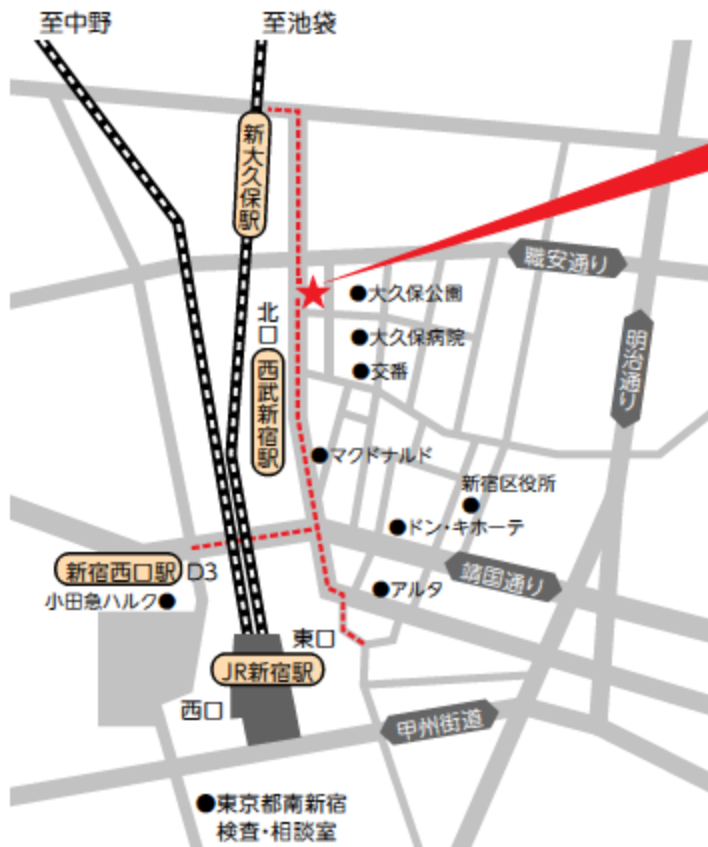 至中野
至池袋
新大久保駅
職安通り
大久保公園
北口
大久保病院
明治通り
交番
西武新宿駅
マクドナルド
新宿区役所
ドン・キホーテ
新宿西口駅 D3
靖国通り
小田急ハルク
アルタ
東口
JR新宿駅
西口
甲州街道
東京都南新宿
検査・相談室